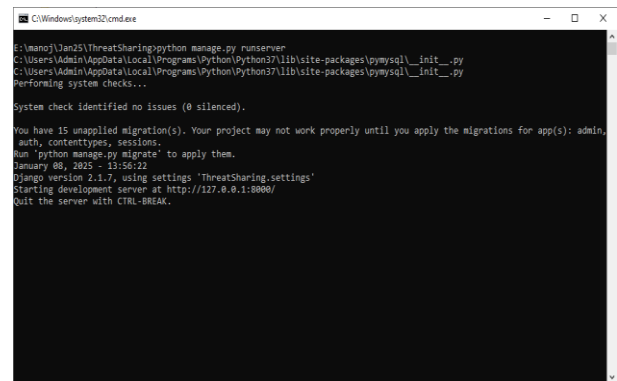 C:\Windows\system32\cmd.exe
E:\manoj\Jan25\ThreatSharing>python manage.py runserver
C:\Users\Admin\AppData\Local\Programs\Python\Python37\lib\site-packages\pymysql\__init__.py
C:\Users\Admin\AppData\Local\Programs\Python\Python37\lib\site-packages\pymysql\__init__.py
Performing system checks...
System check identified no issues (0 silenced).
You have 15 unapplied migration(s). Your project may not work properly until you apply the migrations for app(s): admin,
auth, contenttypes, sessions.
Run 'python manage.py migrate' to apply them.
January 08, 2025 - 13:56:22
Django version 2.1.7, using settings 'ThreatSharing.settings'
Starting development server at http://127.0.0.1:8000/
Quit the server with CTRL-BREAK.